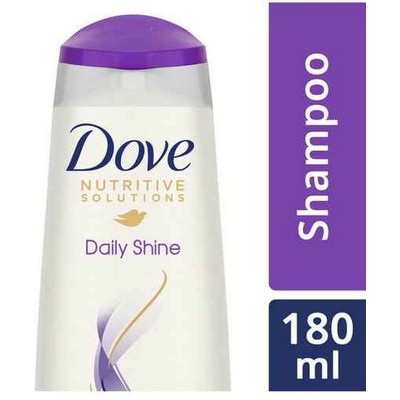 Dove
NUTRITIVE
SOLUTIONS
Daily Shine
Shampoo
180
ml